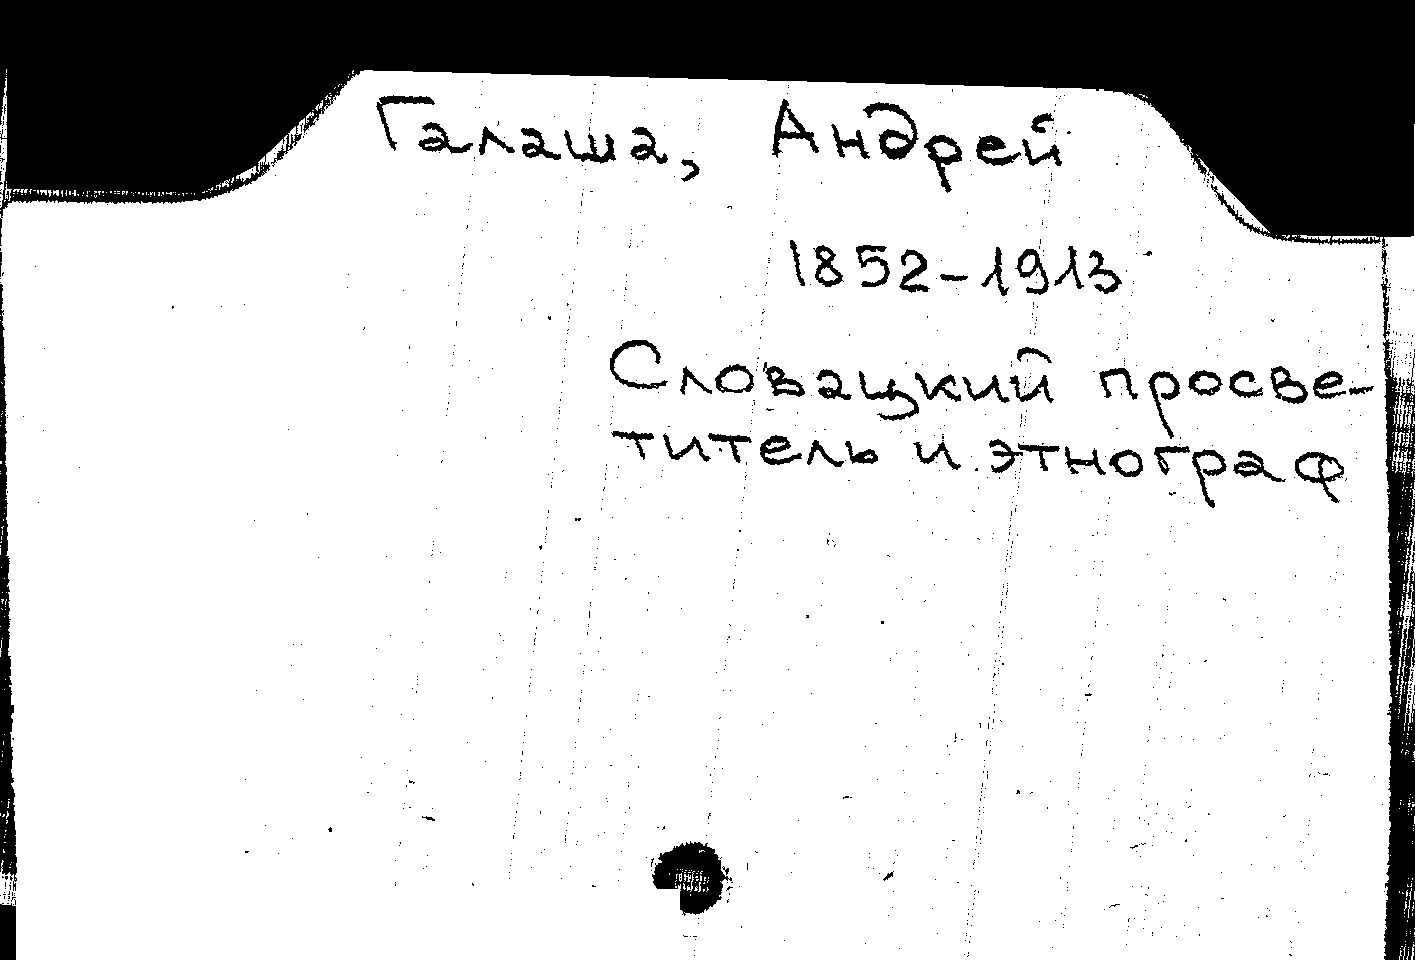 Галаша, Андрей
1852-1913
Словацкий просве-
титель и этнограф